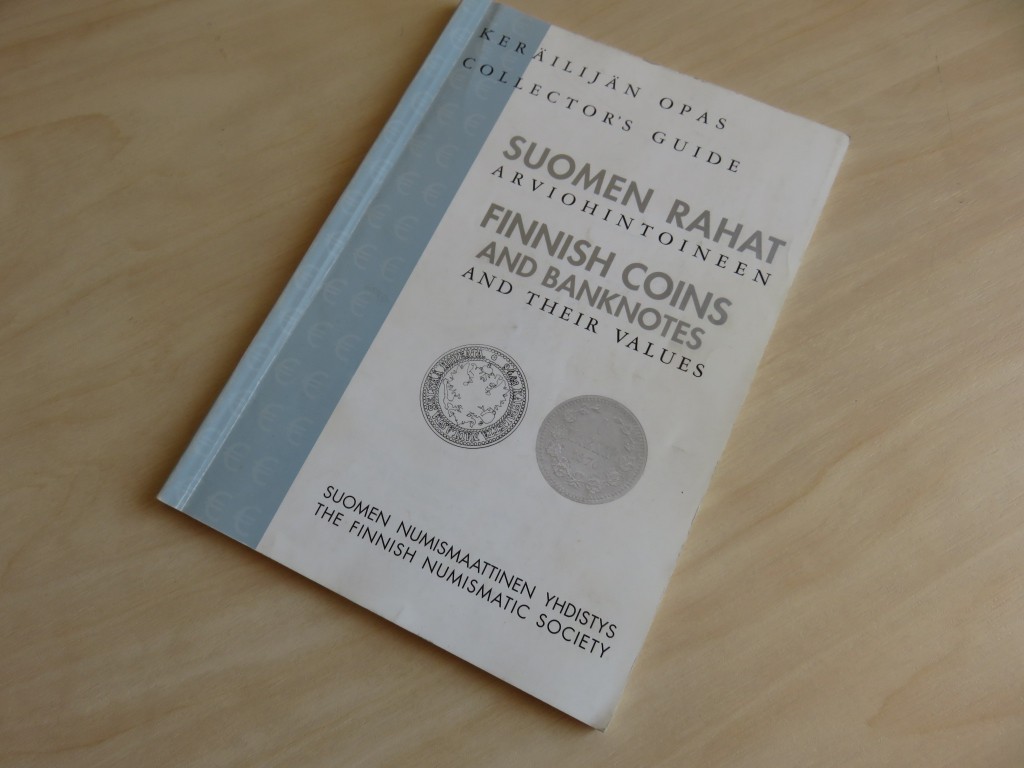 KERÄILIJÄN OPAS
COLLECTOR'S GUIDE
SUOMEN RAHAT
ARVIOHINTOINEEN
FINNISH COINS
AND BANKNOTES
AND THEIR VALUES
SUOMEN NUMISMAATTINEN YHDISTYS
THE FINNISH NUMISMATIC SOCIETY